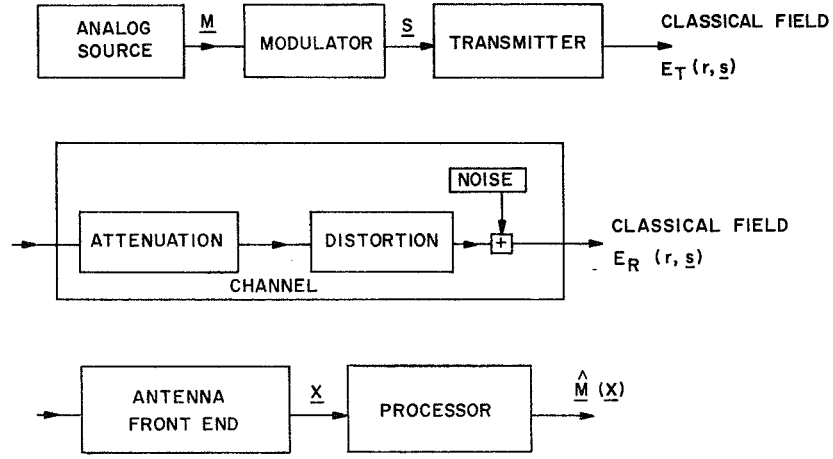 ANALOG
SOURCE
M
MODULATOR
S
TRANSMITTER
CLASSICAL FIELD
E_T (r, s)
NOISE
ATTENUATION
DISTORTION
+
CLASSICAL FIELD
E_R (r, s)
CHANNEL
ANTENNA
FRONT END
X
PROCESSOR
M̂ (X)